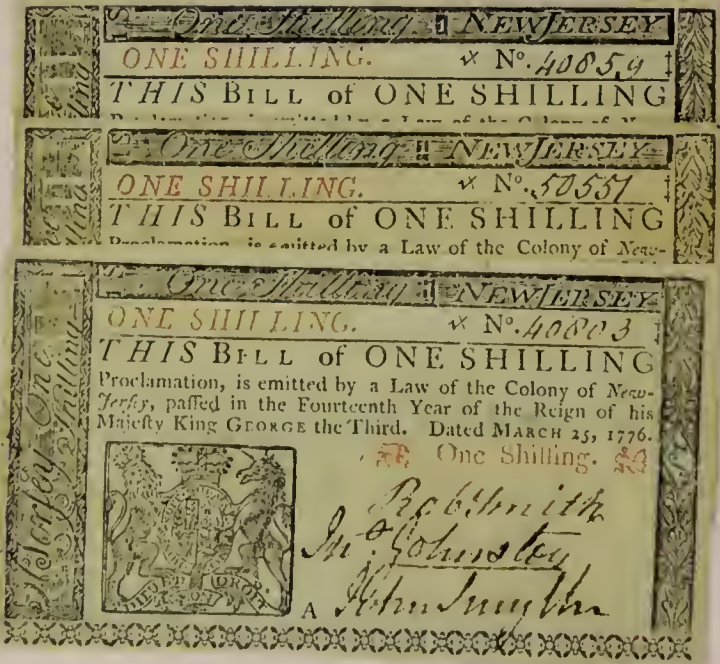 One Shilling. NEW JERSEY
ONE SHILLING. No. 40859
THIS BILL of ONE SHILLING
One Shilling NEW JERSEY
ONE SHILLING. No. 50551
THIS BILL of ONE SHILLING
Proclamation, is emitted by a Law of the Colony of New-
One Shilling NEW JERSEY
ONE SHILLING. No. 40803
THIS BILL of ONE SHILLING
Proclamation, is emitted by a Law of the Colony of New-
Jerſey, paſſed in the Fourteenth Year of the Reign of his
Majeſty King GEORGE the Third. Dated MARCH 25, 1776.
One Shilling.
Robt Smith
Jno. Johnston
A John Smyth
Jerſey One
Shilling